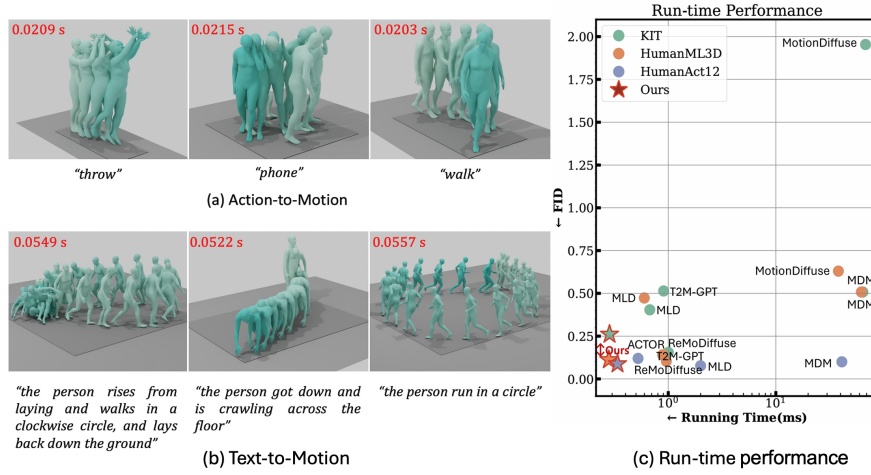 0.0209 s
0.0215 s
0.0203 s
"throw"
"phone"
"walk"
(a) Action-to-Motion
0.0549 s
0.0522 s
0.0557 s
"the person rises from
laying and walks in a
clockwise circle, and lays
back down the ground"
"the person got down and
is crawling across the
floor"
"the person run in a circle"
(b) Text-to-Motion
Run-time Performance
KIT
HumanML3D
HumanAct12
Ours
2.00
1.75
1.50
1.25
1.00
0.75
0.50
0.25
0.00
← FID
MotionDiffuse
MotionDiffuse
MDM
MDM
MLD
T2M-GPT
MLD
Ours
ACTOR
ReMoDiffuse
T2M-GPT
ReMoDiffuse
MLD
MDM
10⁰
10¹
← Running Time(ms)
(c) Run-time performance